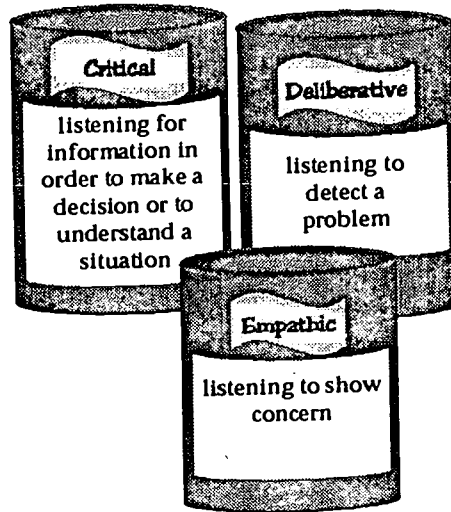 Critical
listening for
information in
order to make a
decision or to
understand a
situation
Deliberative
listening to
detect a
problem
Empathic
listening to show
concern